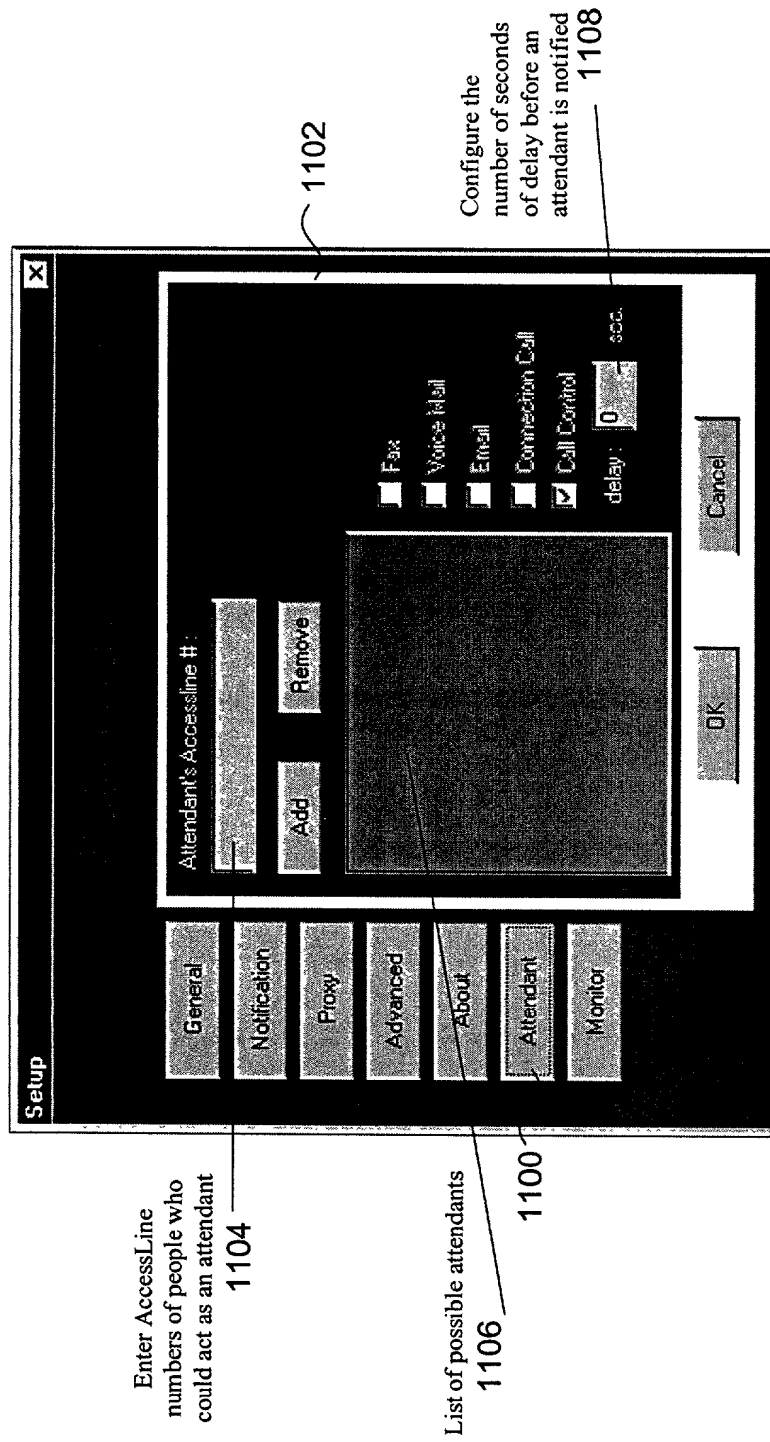 Setup
General
Notification
Proxy
Advanced
About
Attendant
Monitor
Attendant's Accessline # :
Add
Remove
Fax
Voice Mail
Email
Connection Call
Call Control
delay :
0
sec.
OK
Cancel
1102
Enter AccessLine
numbers of people who
could act as an attendant
1104
List of possible attendants
1106
1100
Configure the
number of seconds
of delay before an
attendant is notified
1108